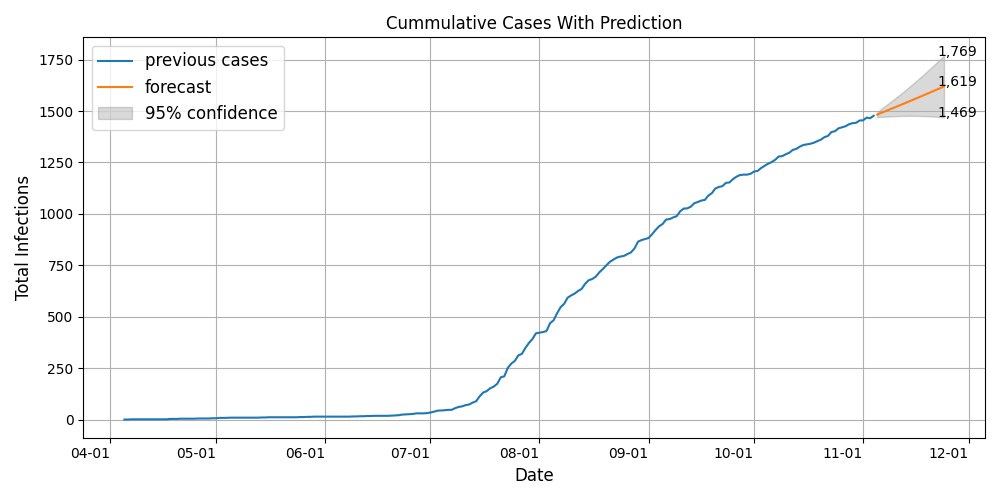 Cummulative Cases With Prediction
previous cases
forecast
95% confidence
1,769
1,619
1,469
1750
1500
1250
1000
750
500
250
0
Total Infections
04-01 05-01 06-01 07-01 08-01 09-01 10-01 11-01 12-01
Date